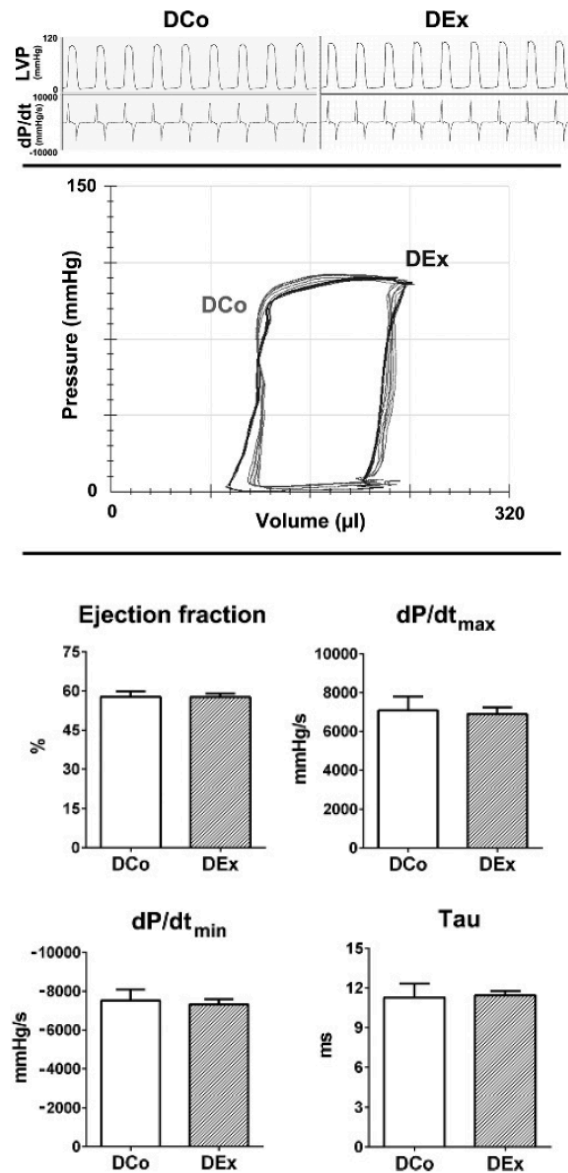 DCo DEx
120
LVP
(mmHg)
0
10000
dP/dt
(mmHg/s)
-10000
150
Pressure (mmHg)
DEx
DCo
0
0 320
Volume (µl)
Ejection fraction
75
60
45
30
15
0
%
DCo DEx
dP/dtmax
10000
8000
6000
4000
2000
0
mmHg/s
DCo DEx
dP/dtmin
-10000
-8000
-6000
-4000
-2000
0
mmHg/s
DCo DEx
Tau
15
12
9
6
3
0
ms
DCo DEx